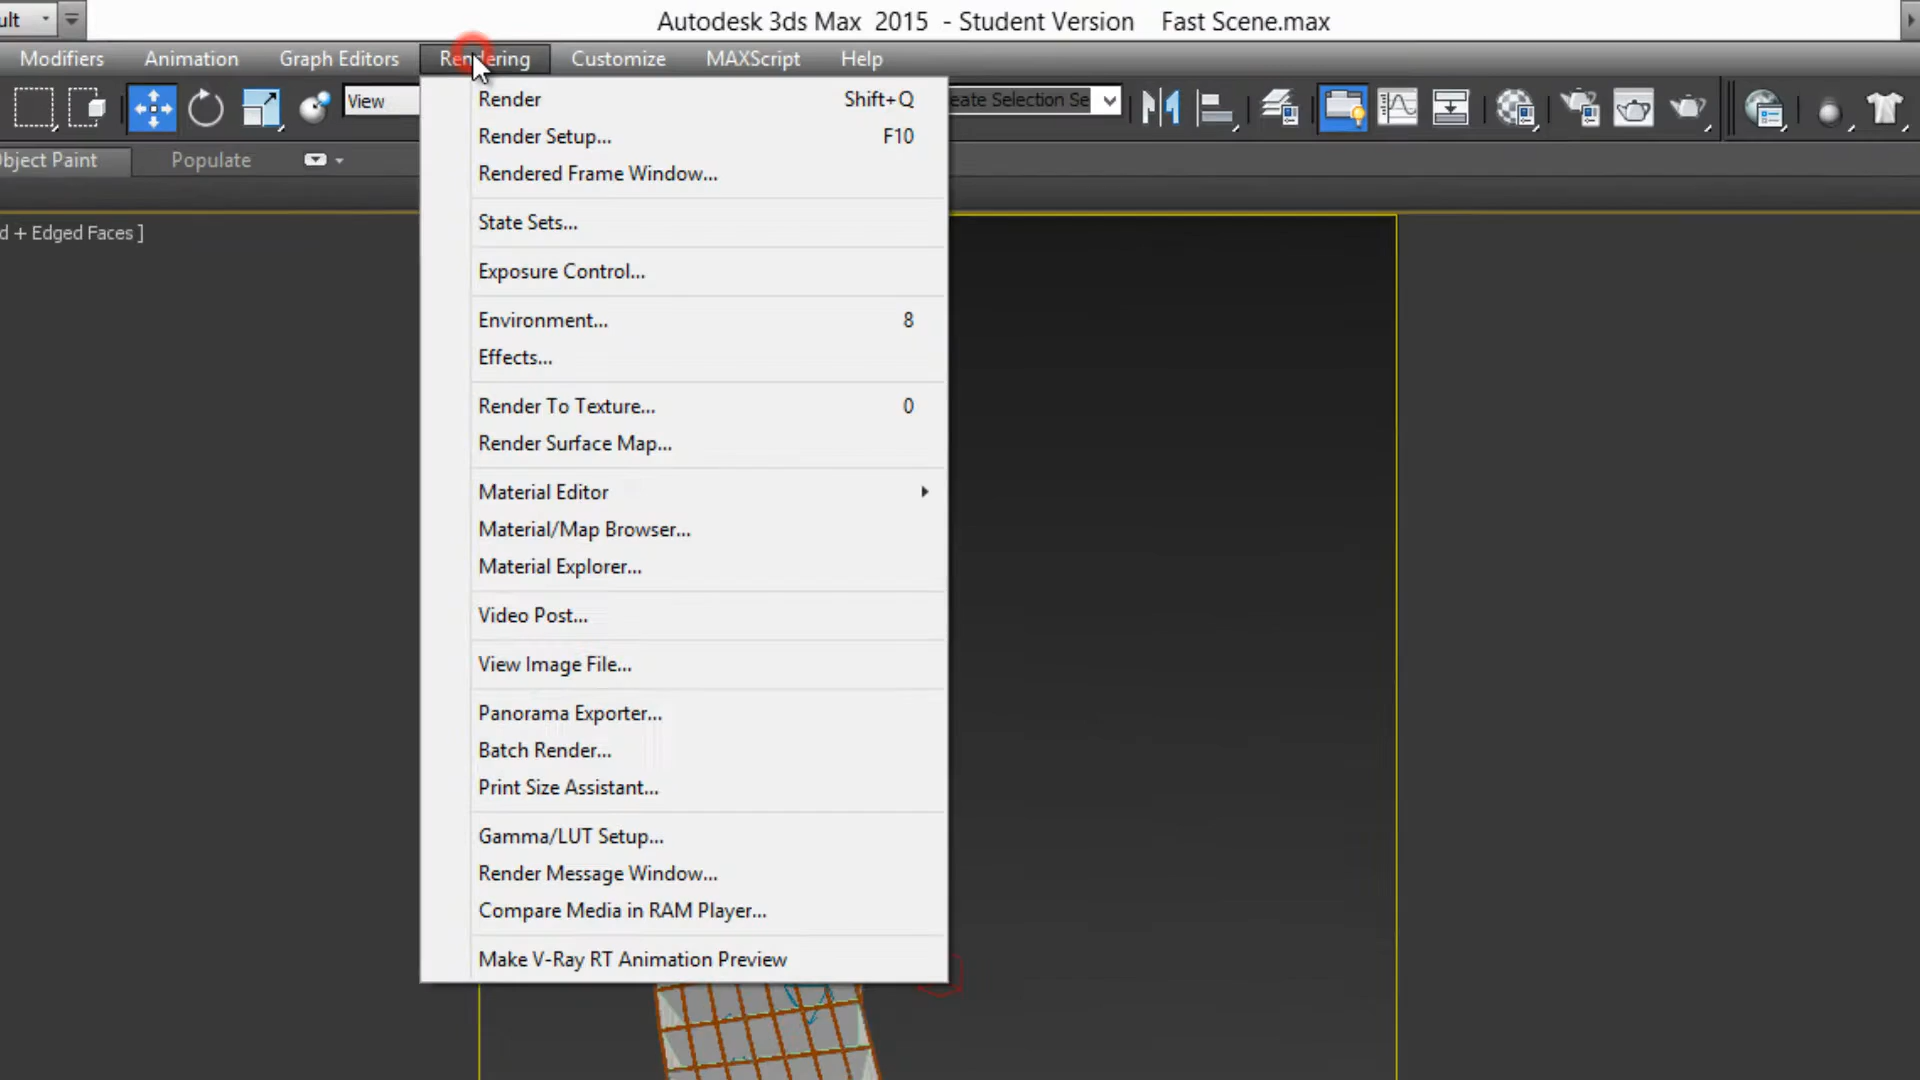 ult
Autodesk 3ds Max 2015 - Student Version Fast Scene.max
Modifiers Animation Graph Editors Rendering Customize MAXScript Help
View
eate Selection Se
bject Paint Populate
d + Edged Faces ]
Render Shift+Q
Render Setup... F10
Rendered Frame Window...
State Sets...
Exposure Control...
Environment... 8
Effects...
Render To Texture... 0
Render Surface Map...
Material Editor
Material/Map Browser...
Material Explorer...
Video Post...
View Image File...
Panorama Exporter...
Batch Render...
Print Size Assistant...
Gamma/LUT Setup...
Render Message Window...
Compare Media in RAM Player...
Make V-Ray RT Animation Preview